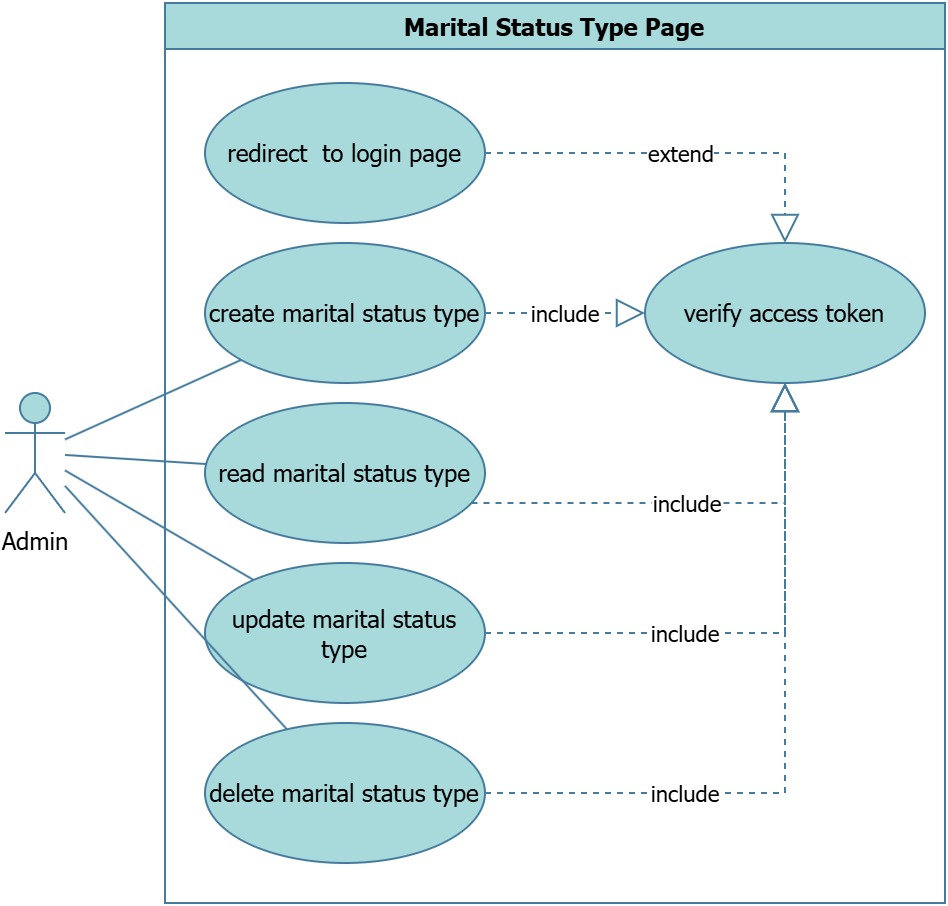 Marital Status Type Page
redirect  to login page
extend
create marital status type
include
verify access token
read marital status type
include
Admin
update marital status
type
include
delete marital status type
include